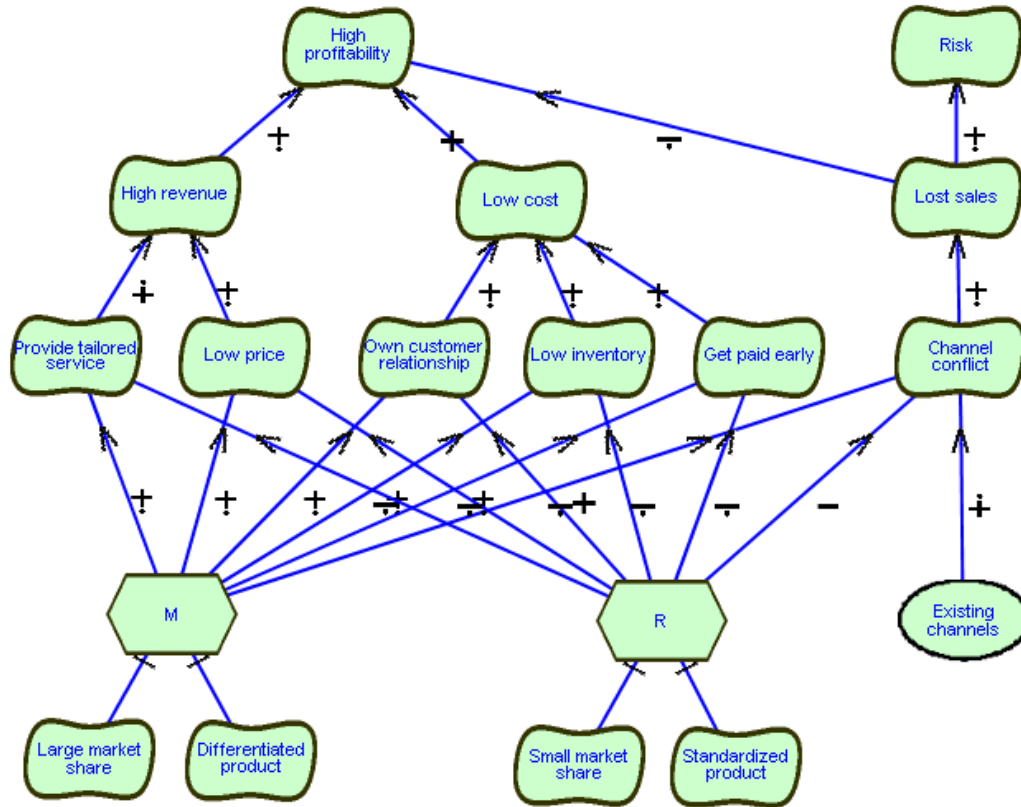 High
profitability
Risk
!
+
-
.
!
High revenue
Low cost
Lost sales
+
!
!
!
!
!
Provide tailored
service
Low price
Own customer
relationship
Low inventory
Get paid early
Channel
conflict
!
!
!
+
+
+
-
-
-
-
-
-
+
M
R
Existing
channels
Large market
share
Differentiated
product
Small market
share
Standardized
product